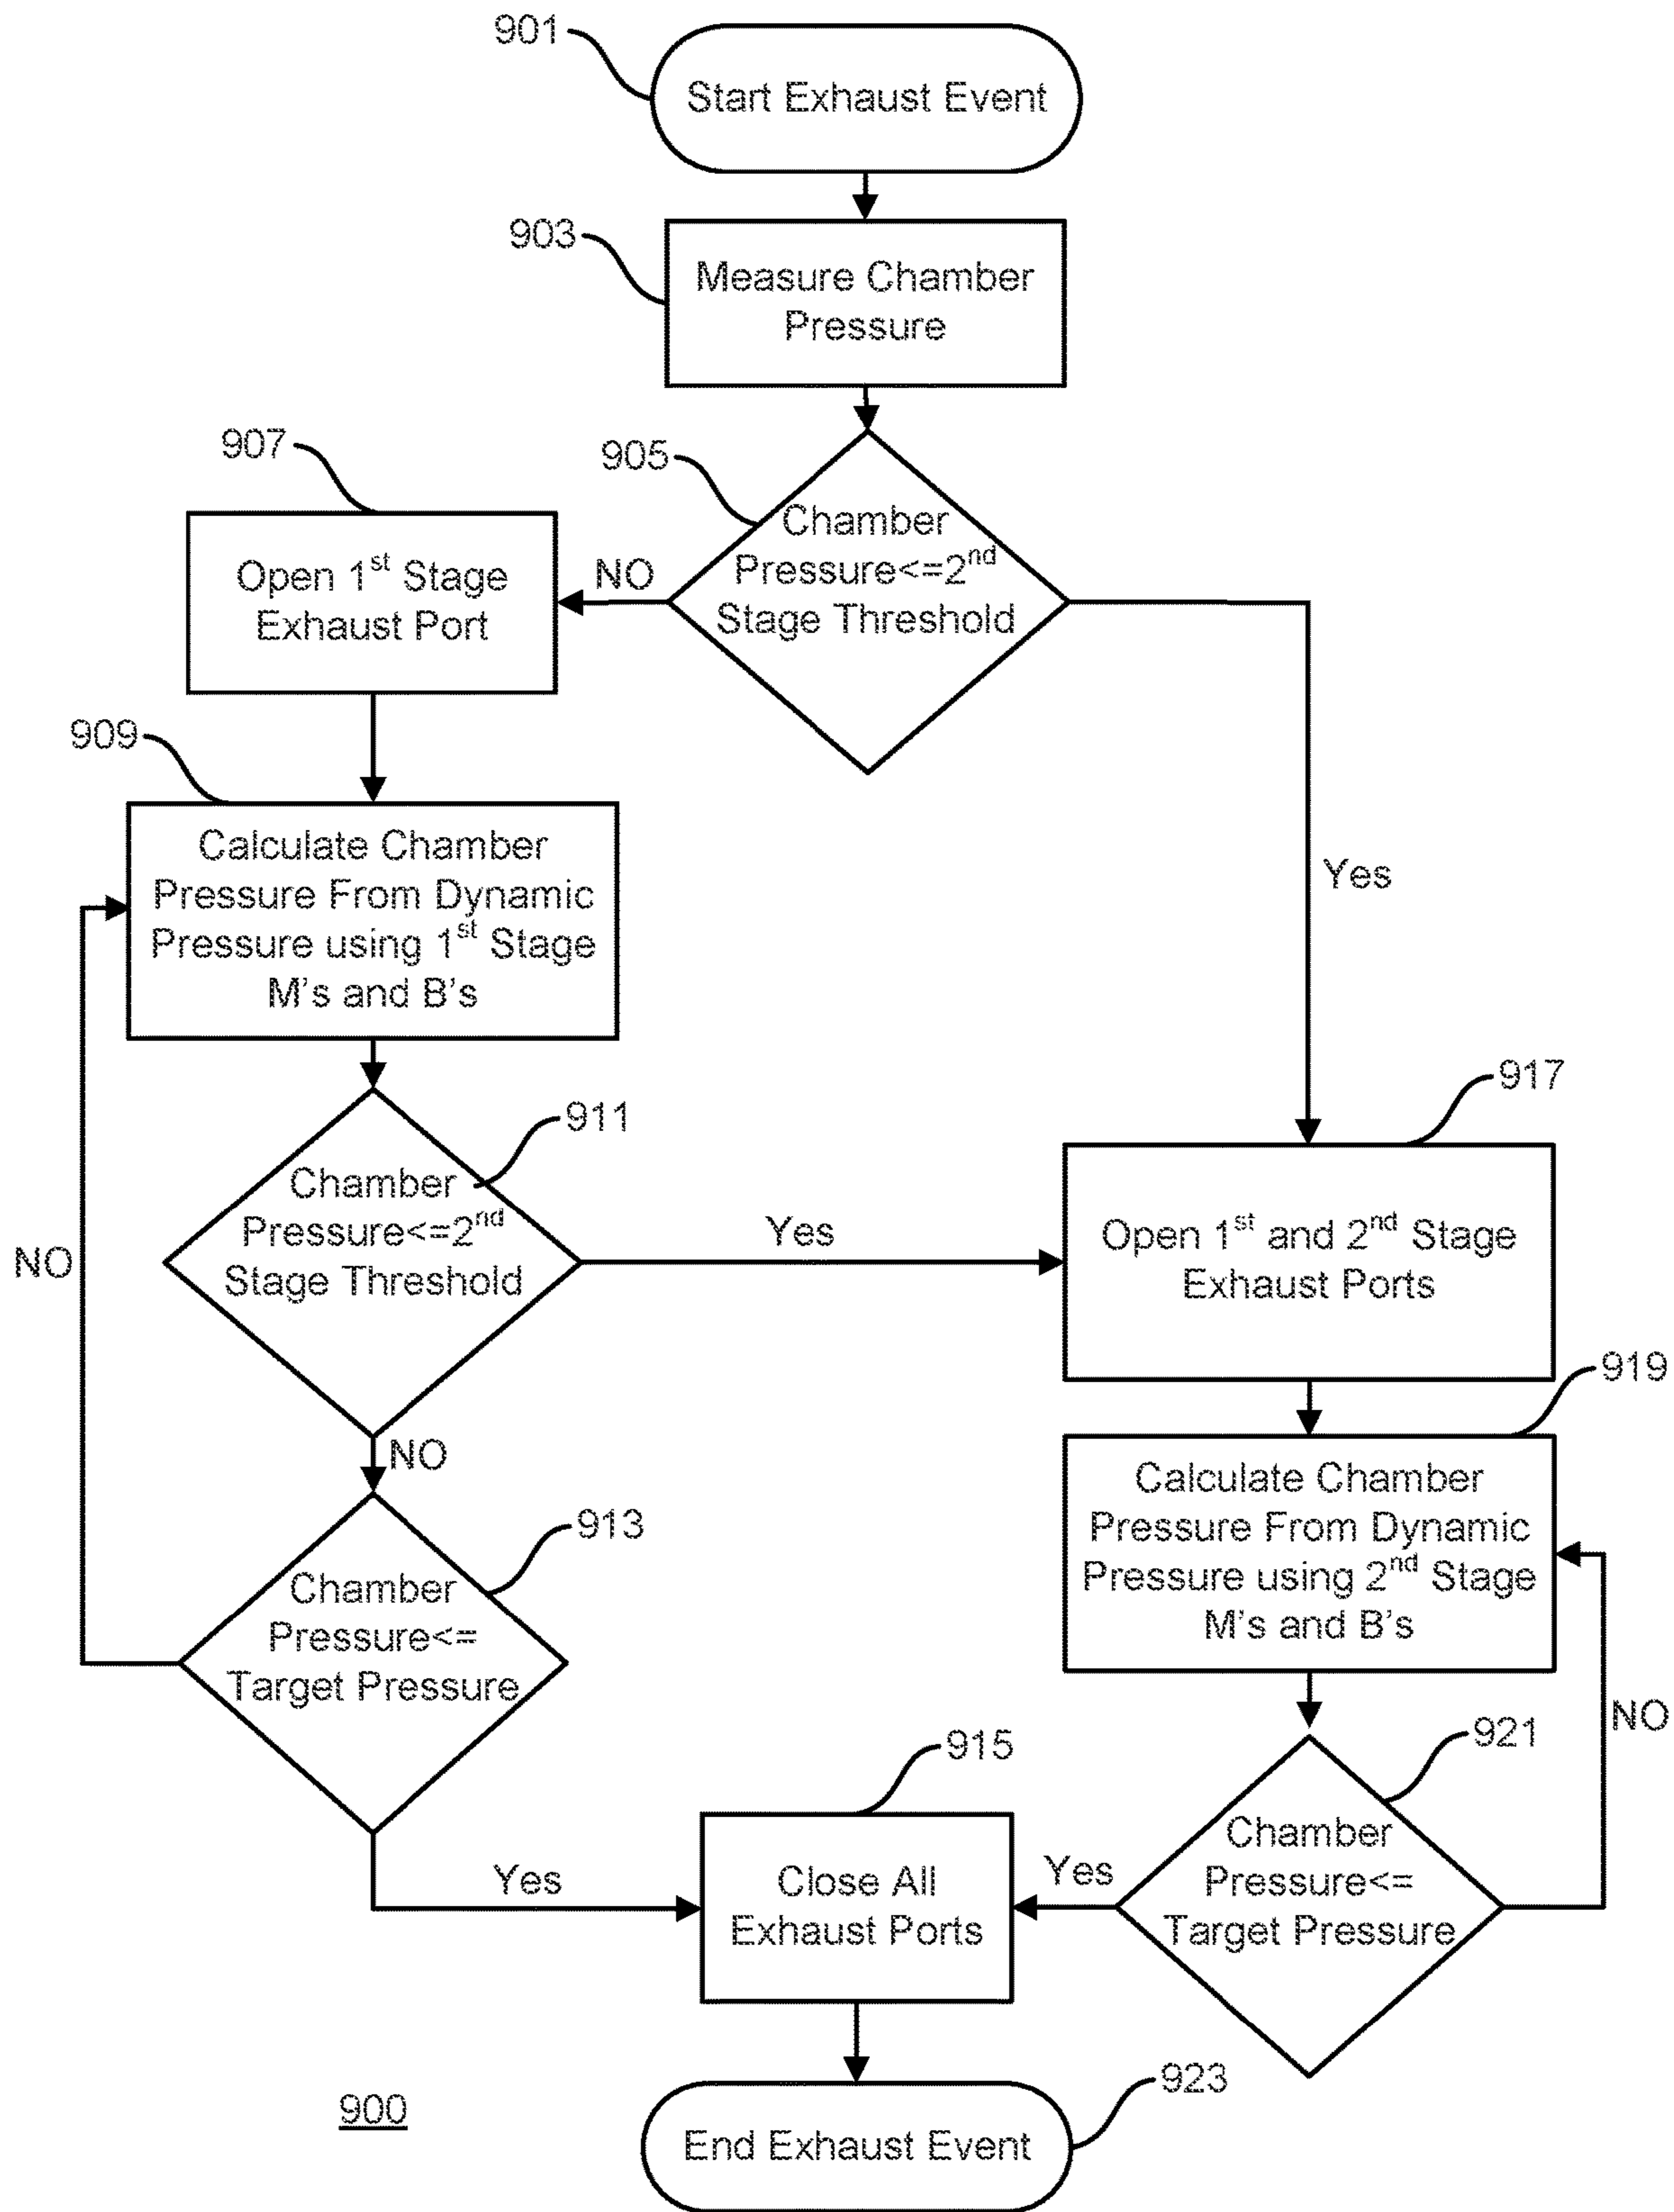 901
Start Exhaust Event
903
Measure Chamber
Pressure
905
Chamber
Pressure<=2nd
Stage Threshold
NO
Yes
907
Open 1st Stage
Exhaust Port
909
Calculate Chamber
Pressure From Dynamic
Pressure using 1st Stage
M's and B's
911
Chamber
Pressure<=2nd
Stage Threshold
Yes
NO
NO
913
Chamber
Pressure<=
Target Pressure
Yes
917
Open 1st and 2nd Stage
Exhaust Ports
919
Calculate Chamber
Pressure From Dynamic
Pressure using 2nd Stage
M's and B's
921
Chamber
Pressure<=
Target Pressure
NO
Yes
915
Close All
Exhaust Ports
923
End Exhaust Event
900